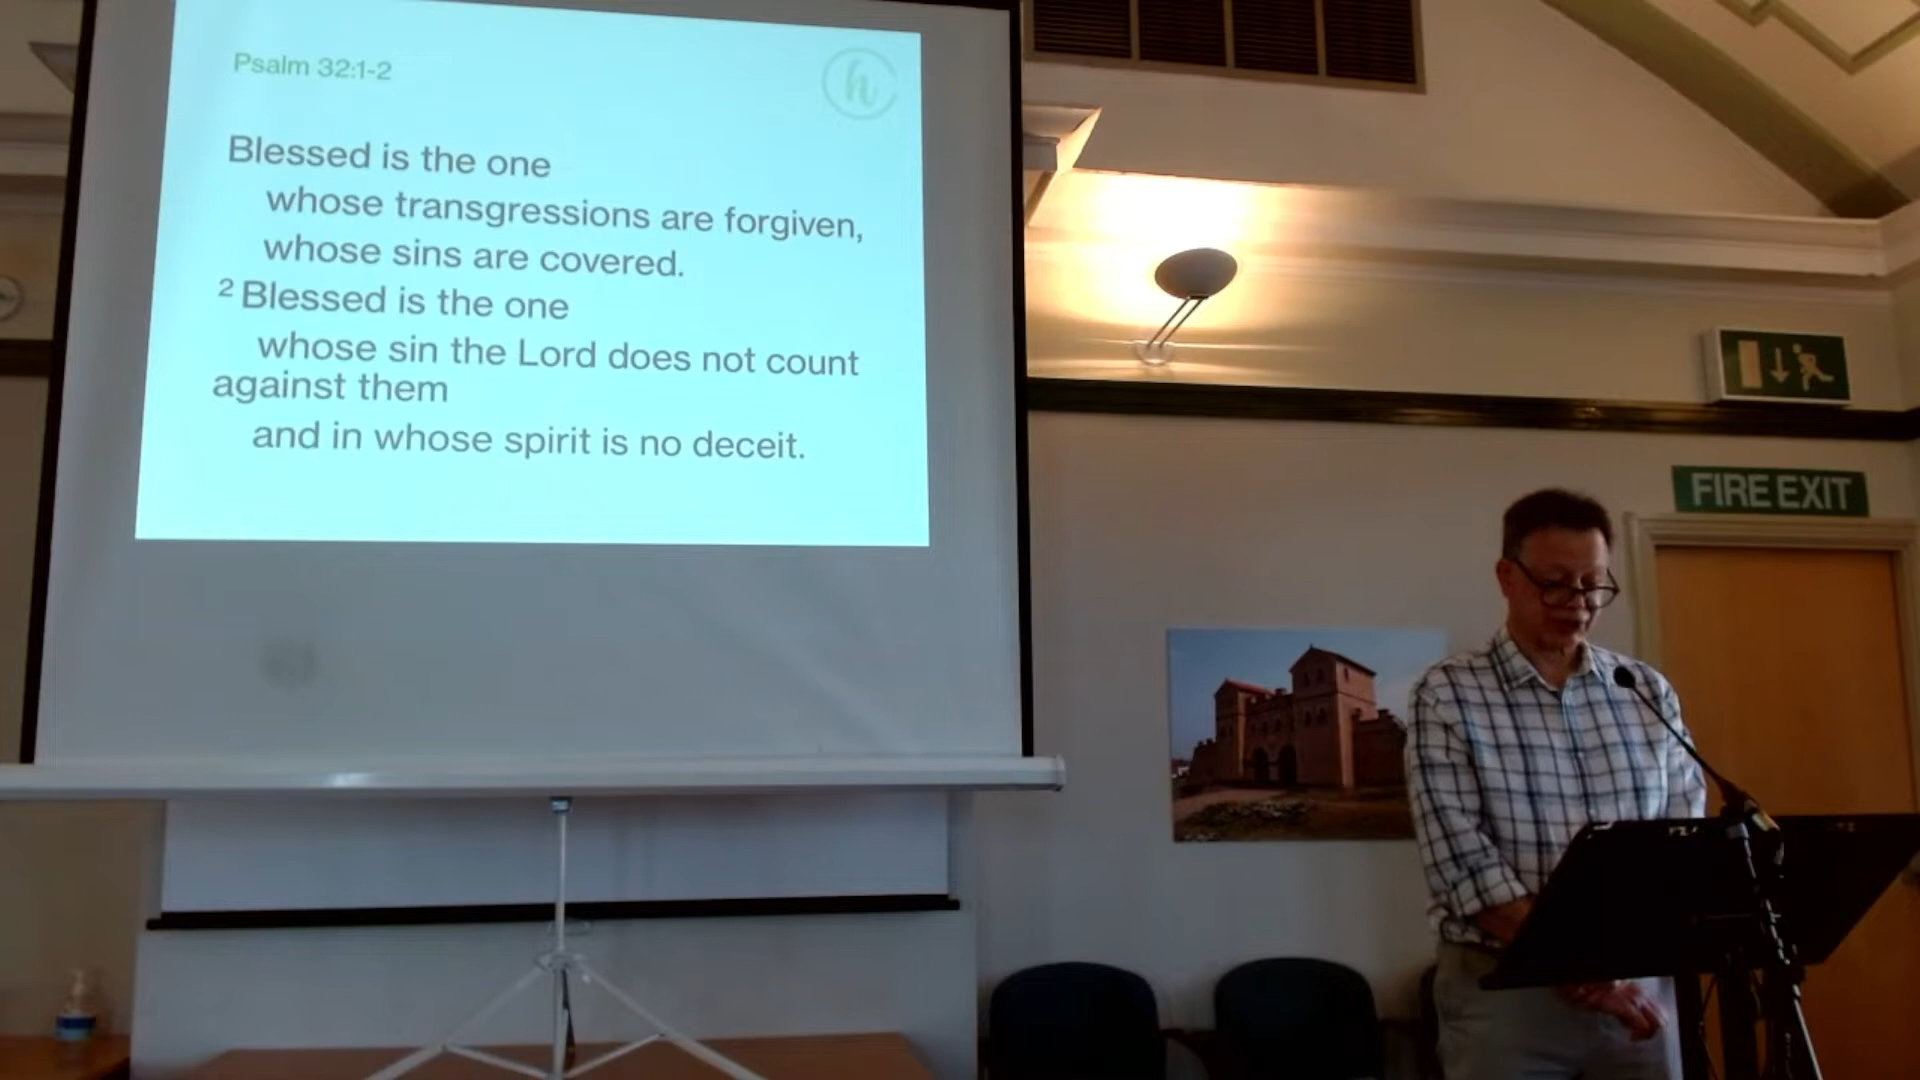 Psalm 32:1-2
h
Blessed is the one
whose transgressions are forgiven,
whose sins are covered.
2 Blessed is the one
whose sin the Lord does not count
against them
and in whose spirit is no deceit.
FIRE EXIT